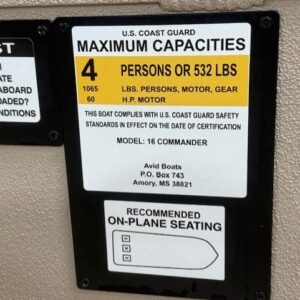 ST
ATE
ABOARD
LOADED?
NDITIONS
U.S. COAST GUARD
MAXIMUM CAPACITIES
4 PERSONS OR 532 LBS
1065 LBS. PERSONS, MOTOR, GEAR
60 H.P. MOTOR
THIS BOAT COMPLIES WITH U.S. COAST GUARD SAFETY
STANDARDS IN EFFECT ON THE DATE OF CERTIFICATION
MODEL: 16 COMMANDER
Avid Boats
P.O. Box 743
Amory, MS 38821
RECOMMENDED
ON-PLANE SEATING